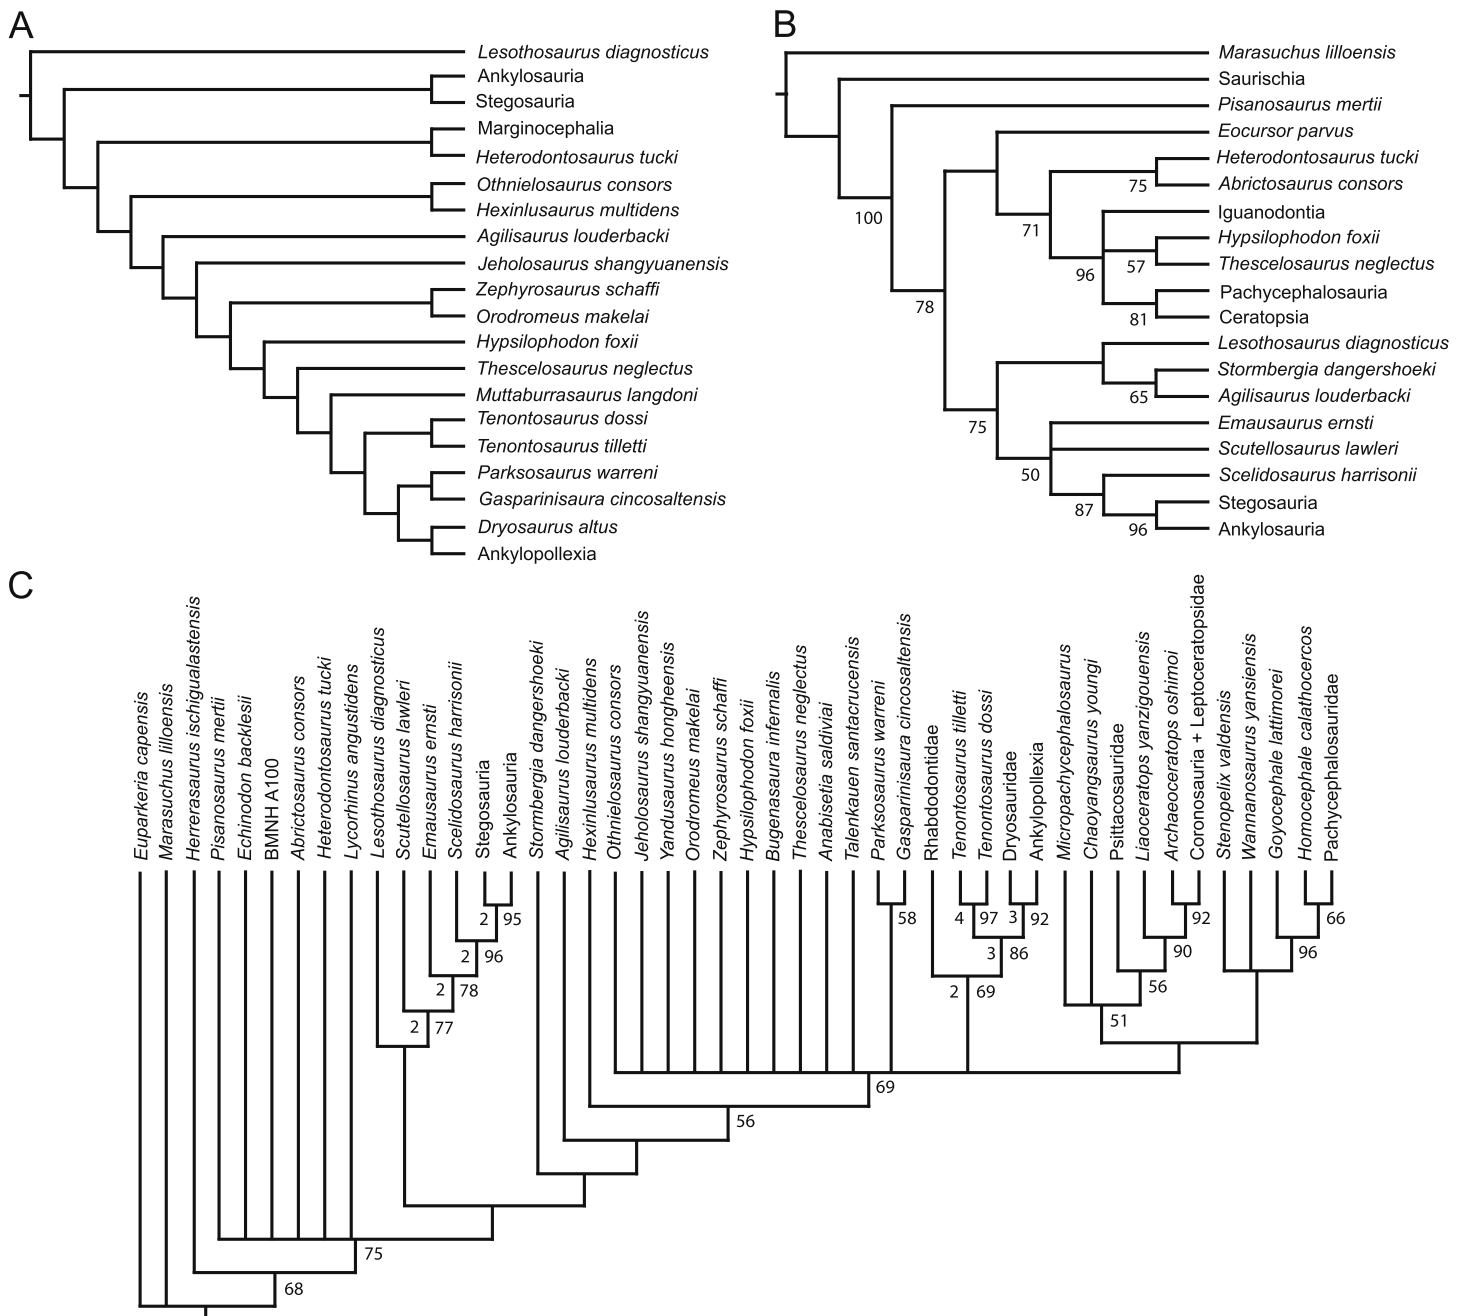 A
Lesothosaurus diagnosticus
Ankylosauria
Stegosauria
Marginocephalia
Heterodontosaurus tucki
Othnielosaurus consors
Hexinlusaurus multidens
Agilisaurus louderbacki
Jeholosaurus shangyuanensis
Zephyrosaurus schaffi
Orodromeus makelai
Hypsilophodon foxii
Thescelosaurus neglectus
Muttaburrasaurus langdoni
Tenontosaurus dossi
Tenontosaurus tilletti
Parksosaurus warreni
Gasparinisaura cincosaltensis
Dryosaurus altus
Ankylopollexia
B
Marasuchus lilloensis
Saurischia
Pisanosaurus mertii
Eocursor parvus
Heterodontosaurus tucki
75
Abrictosaurus consors
100
Iguanodontia
71
Hypsilophodon foxii
96
57
Thescelosaurus neglectus
Pachycephalosauria
78
81
Ceratopsia
Lesothosaurus diagnosticus
Stormbergia dangershoeki
65
Agilisaurus louderbacki
75
Emausaurus ernsti
Scutellosaurus lawleri
50
Scelidosaurus harrisonii
87
Stegosauria
96
Ankylosauria
C
Euparkeria capensis
Marasuchus lilloensis
Herrerasaurus ischigualastensis
Pisanosaurus mertii
Echinodon becklesii
BMNH A100
Abrictosaurus consors
Heterodontosaurus tucki
Lycorhinus angustidens
Lesothosaurus diagnosticus
Scutellosaurus lawleri
Emausaurus ernsti
Scelidosaurus harrisonii
Stegosauria
Ankylosauria
Stormbergia dangershoeki
Agilisaurus louderbacki
Hexinlusaurus multidens
Othnielosaurus consors
Jeholosaurus shangyuanensis
Yandusaurus hongheensis
Orodromeus makelai
Zephyrosaurus schaffi
Hypsilophodon foxii
Bugenasaura infernalis
Thescelosaurus neglectus
Anabisetia saldiviai
Talenkauen santacrucensis
Parksosaurus warreni
Gasparinisaura cincosaltensis
Rhabdodontidae
Tenontosaurus tilletti
Tenontosaurus dossi
Dryosauridae
Ankylopollexia
Micropachycephalosaurus
Chaoyangsaurus youngi
Psittacosauridae
Liaoceratops yanzigouensis
Archaeoceratops oshimoi
Coronosauria + Leptoceratopsidae
Stenopelix valdensis
Wannanosaurus yansiensis
Goyocephale lattimorei
Homocephale calathocercos
Pachycephalosauridae
2 95
58
4 97
3 92
92
66
2 96
3 86
90
96
2 78
2 69
56
2 77
51
69
56
75
68